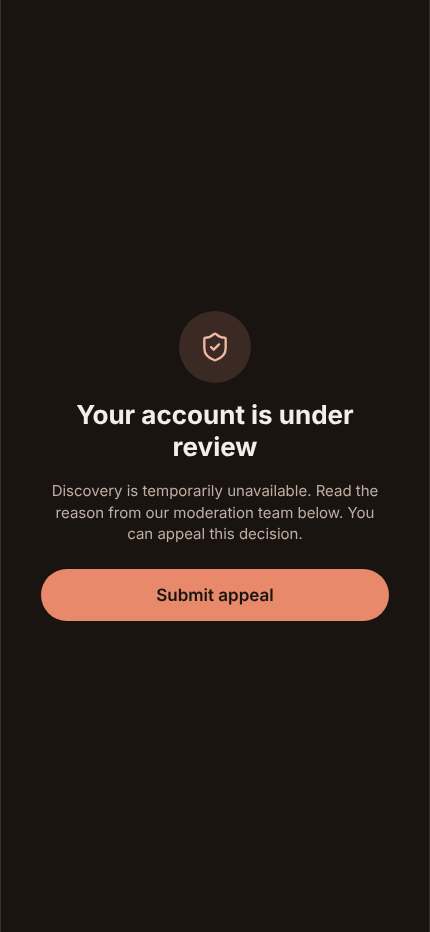 Your account is under
review
Discovery is temporarily unavailable. Read the
reason from our moderation team below. You
can appeal this decision.
Submit appeal